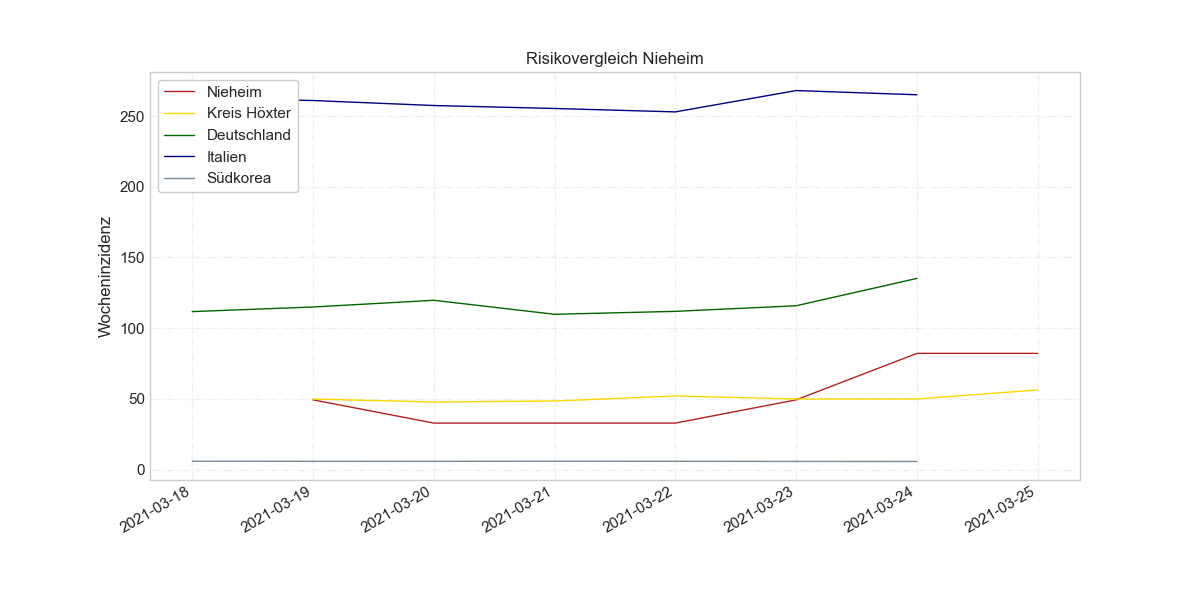 Risikovergleich Nieheim
Nieheim
Kreis Höxter
Deutschland
Italien
Südkorea
Wocheninzidenz
250
200
150
100
50
0
2021-03-18
2021-03-19
2021-03-20
2021-03-21
2021-03-22
2021-03-23
2021-03-24
2021-03-25